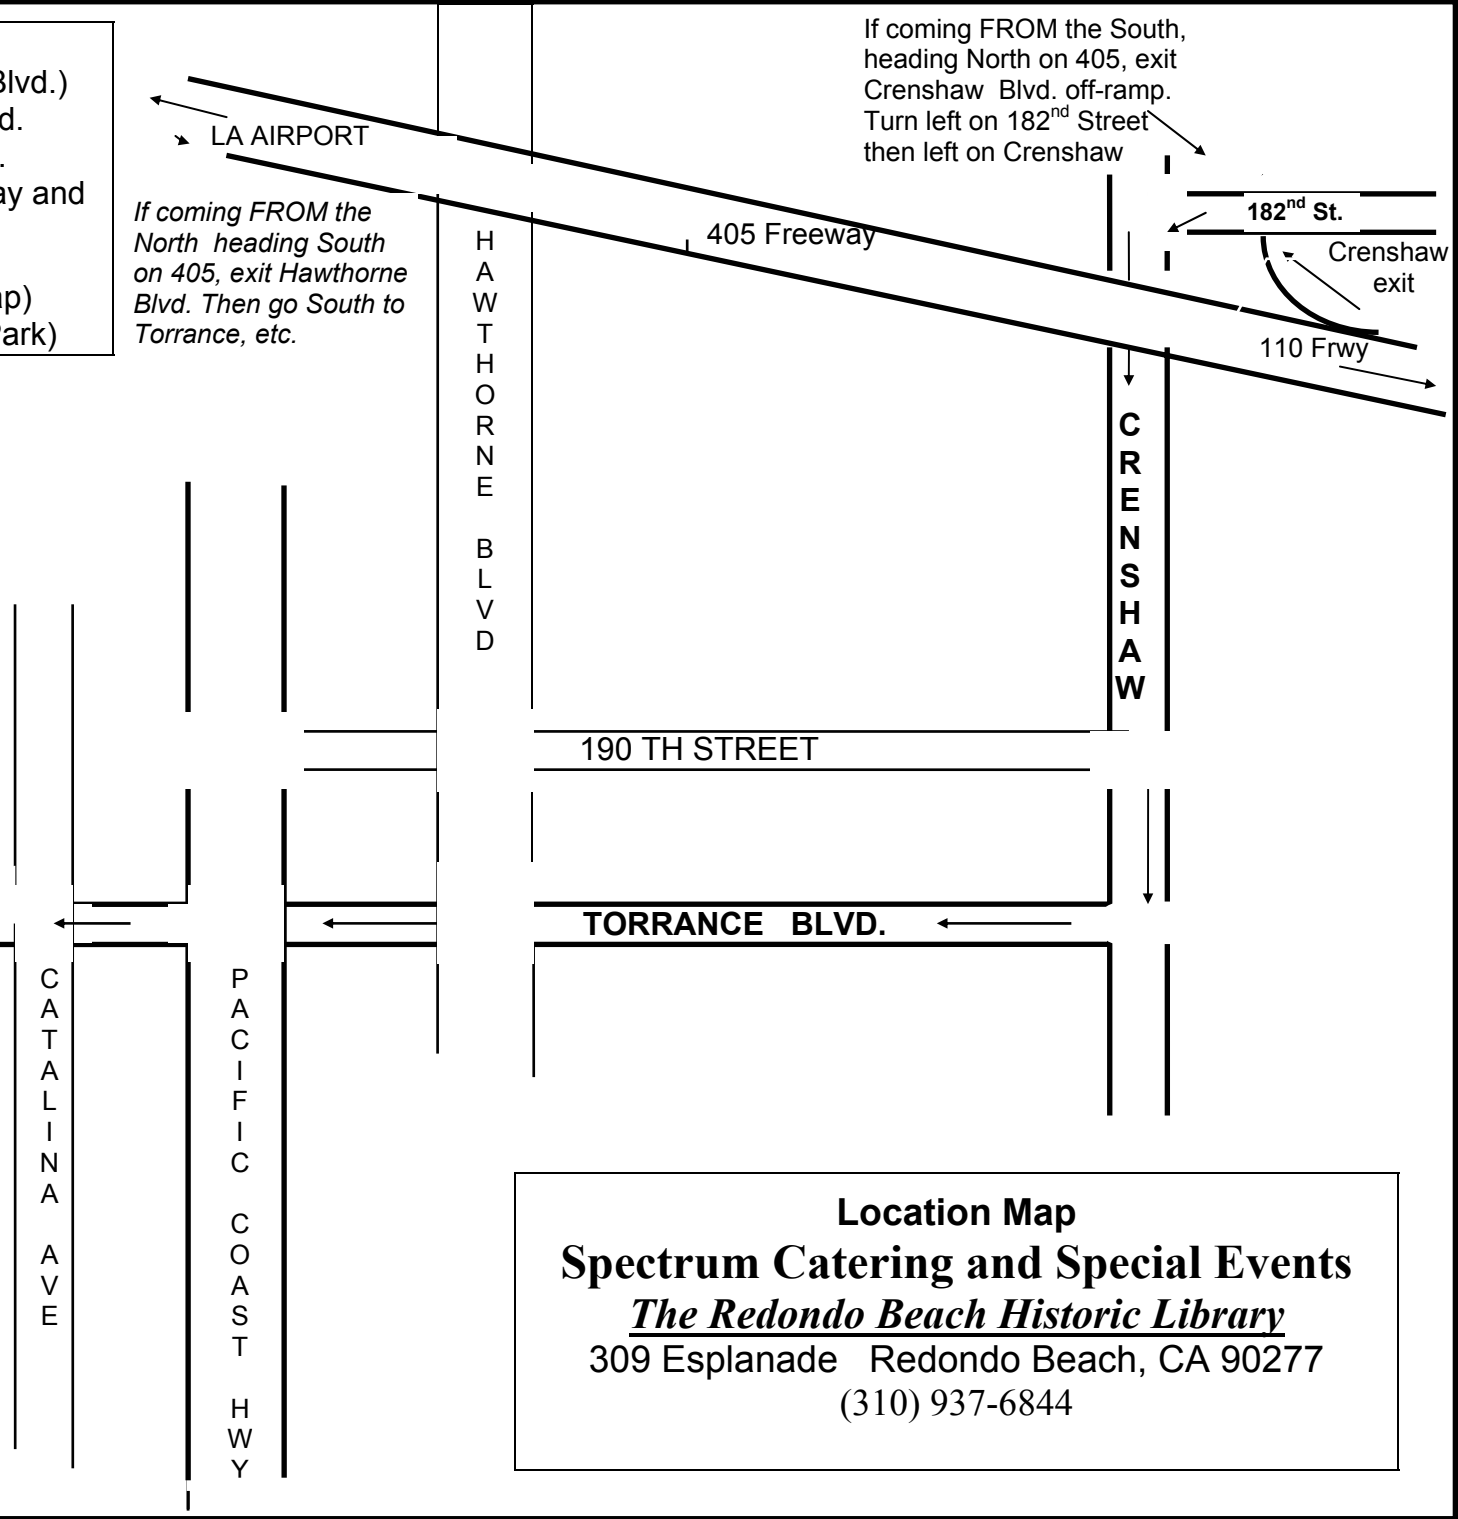 Blvd.)
d.
.
ay and
ap)
Park)
LA AIRPORT
If coming FROM the
North heading South
on 405, exit Hawthorne
Blvd. Then go South to
Torrance, etc.
If coming FROM the South,
heading North on 405, exit
Crenshaw Blvd. off-ramp.
Turn left on 182nd Street
then left on Crenshaw
182nd St.
Crenshaw
exit
405 Freeway
110 Frwy
HAWTHORNE BLVD
CRENSHAW
190 TH STREET
TORRANCE BLVD.
CATALINA AVE
PACIFIC COAST HWY
Location Map
Spectrum Catering and Special Events
The Redondo Beach Historic Library
309 Esplanade Redondo Beach, CA 90277
(310) 937-6844